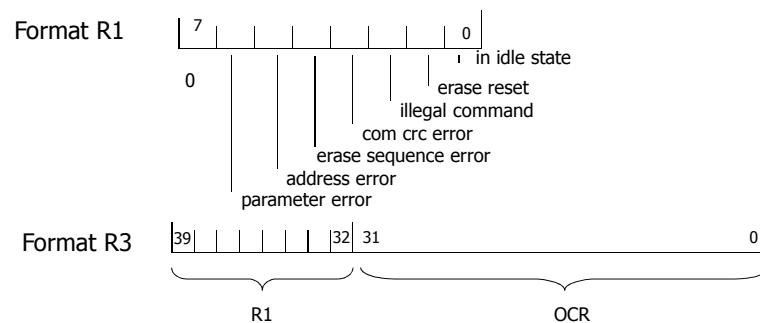 Format R1
7
0
0
in idle state
erase reset
illegal command
com crc error
erase sequence error
address error
parameter error
Format R3
39
32
31
0
R1
OCR